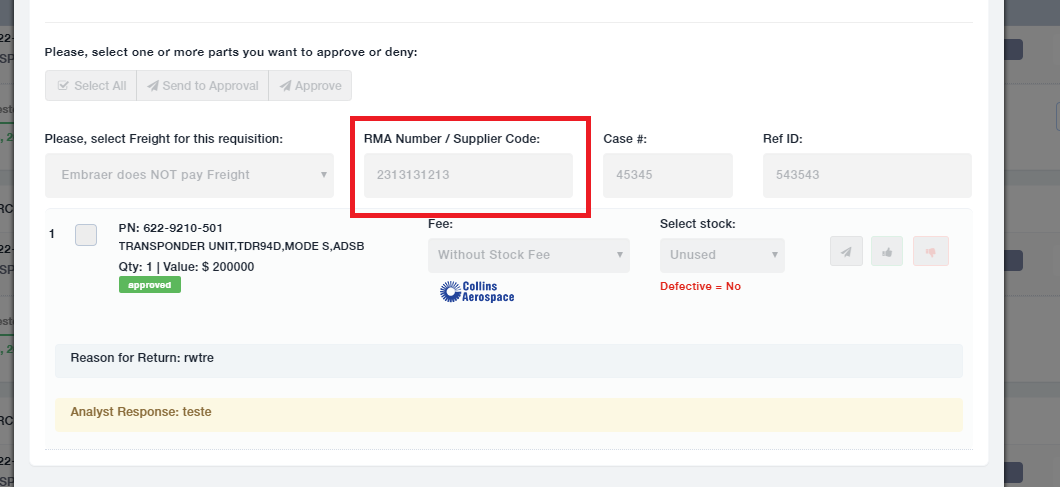 Please, select one or more parts you want to approve or deny:
Select All Send to Approval Approve
Please, select Freight for this requisition: RMA Number / Supplier Code: Case #: Ref ID:
Embraer does NOT pay Freight 2313131213 45345 543543
1 PN: 622-9210-501 Fee: Select stock:
TRANSPONDER UNIT,TDR94D,MODE S,ADSB
Without Stock Fee Unused
Qty: 1 | Value: $ 200000
approved Collins Defective = No
Aerospace
Reason for Return: rwtre
Analyst Response: teste